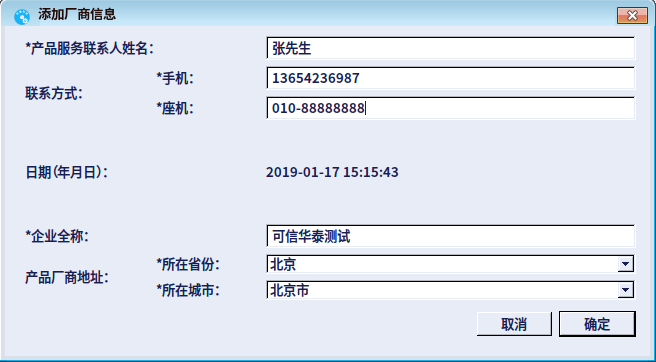 添加厂商信息
*产品服务联系人姓名： 张先生
*手机： 13654236987
联系方式：
*座机： 010-88888888
日期(年月日)： 2019-01-17 15:15:43
*企业全称： 可信华泰测试
*所在省份： 北京
产品厂商地址：
*所在城市： 北京市
取消 确定